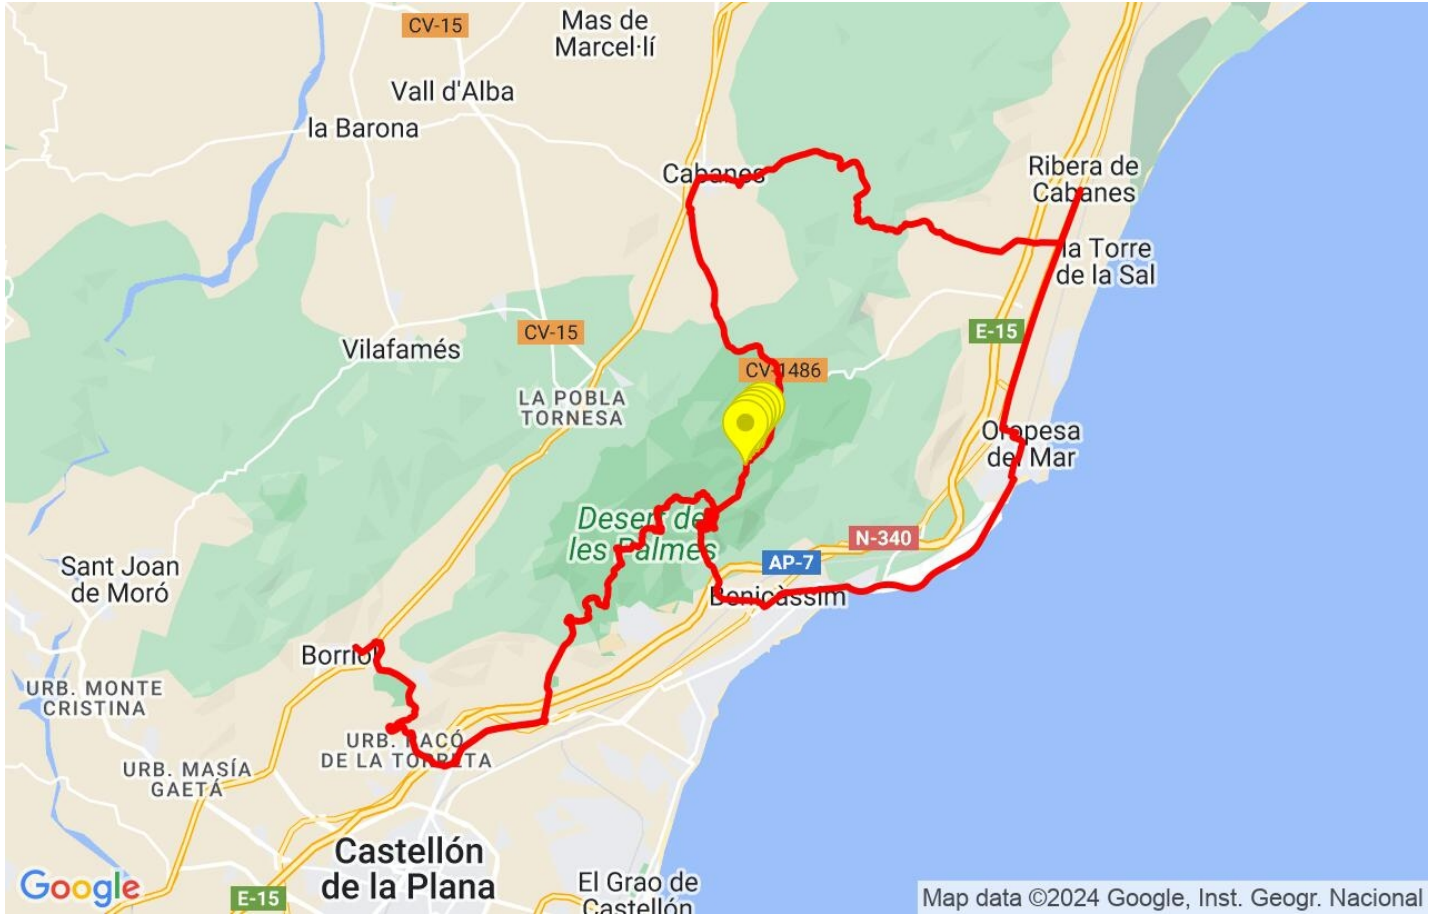 CV-15
Mas de
Marcel·lí
Vall d'Alba
la Barona
Cabanes
Ribera de
Cabanes
la Torre
de la Sal
CV-15
E-15
Vilafamés
CV-1486
LA POBLA
TORNESA
Oropesa
del Mar
Desert de
les Palmes
N-340
AP-7
Sant Joan
de Moró
Benicàssim
Borriol
URB. MONTE
CRISTINA
URB. RACÓ
DE LA TORRETA
URB. MASÍA
GAETÁ
Castellón
de la Plana
El Grao de
Castellón
Google
E-15
Map data ©2024 Google, Inst. Geogr. Nacional